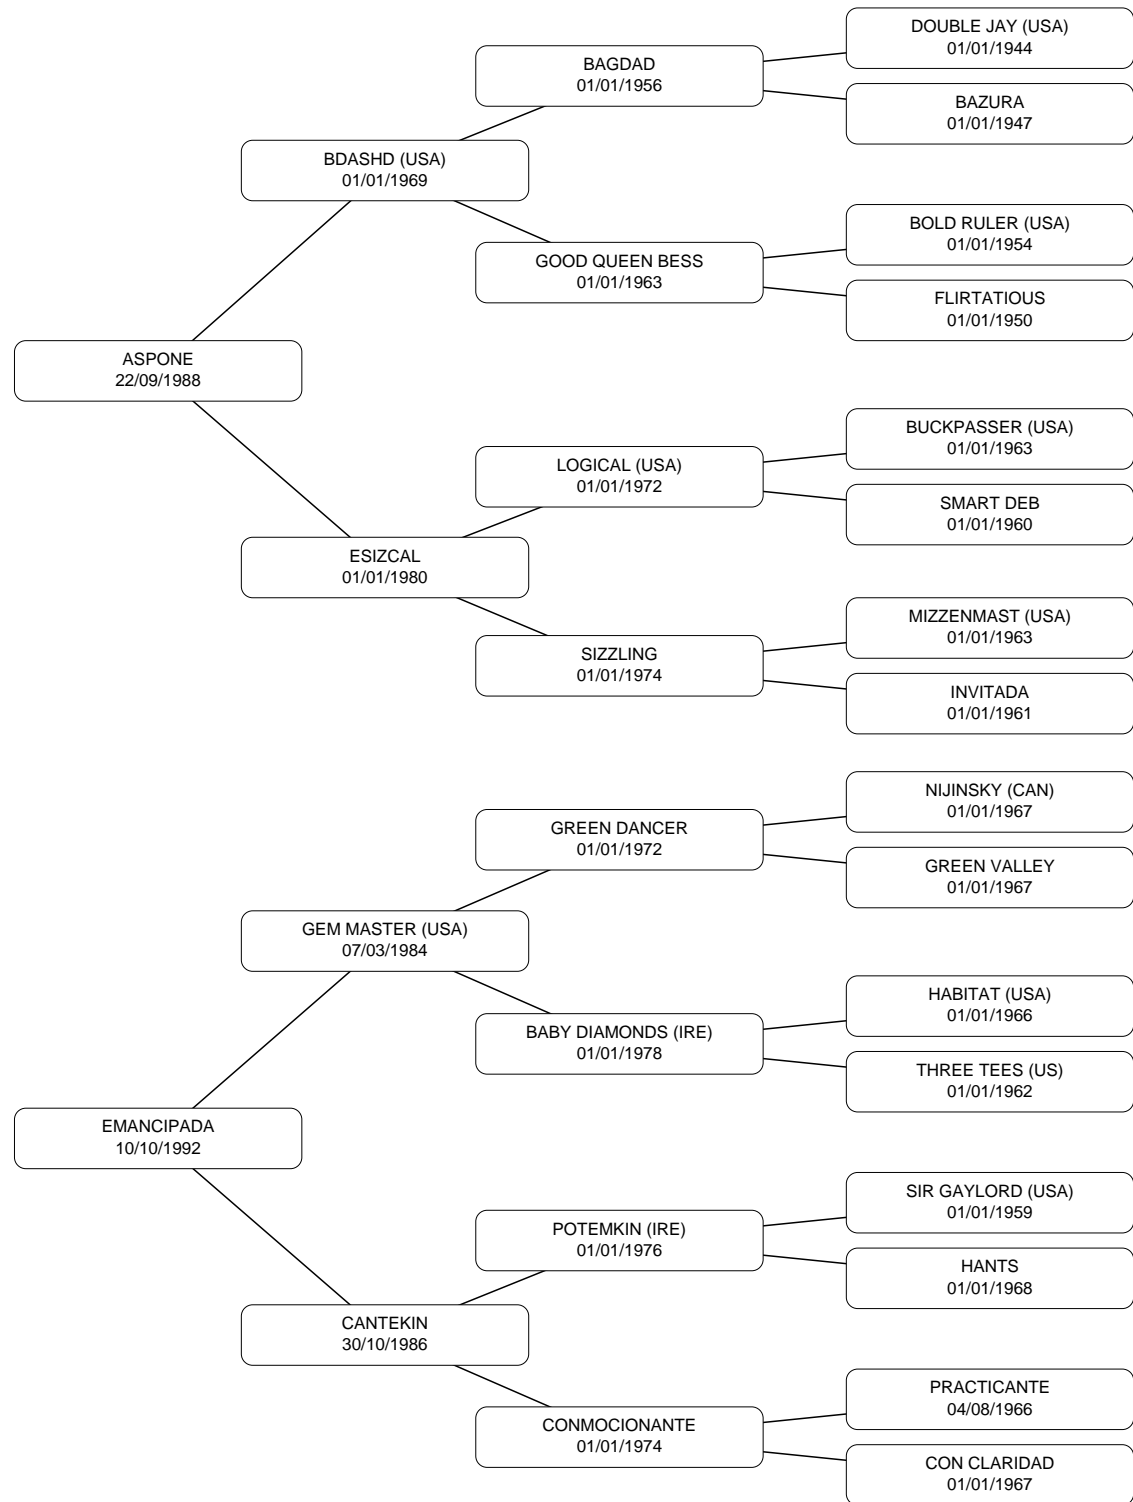 DOUBLE JAY (USA)
01/01/1944
BAGDAD
01/01/1956
BAZURA
01/01/1947
BDASHD (USA)
01/01/1969
BOLD RULER (USA)
01/01/1954
GOOD QUEEN BESS
01/01/1963
FLIRTATIOUS
01/01/1950
ASPONE
22/09/1988
BUCKPASSER (USA)
01/01/1963
LOGICAL (USA)
01/01/1972
SMART DEB
01/01/1960
ESIZCAL
01/01/1980
MIZZENMAST (USA)
01/01/1963
SIZZLING
01/01/1974
INVITADA
01/01/1961
NIJINSKY (CAN)
01/01/1967
GREEN DANCER
01/01/1972
GREEN VALLEY
01/01/1967
GEM MASTER (USA)
07/03/1984
HABITAT (USA)
01/01/1966
BABY DIAMONDS (IRE)
01/01/1978
THREE TEES (US)
01/01/1962
EMANCIPADA
10/10/1992
SIR GAYLORD (USA)
01/01/1959
POTEMKIN (IRE)
01/01/1976
HANTS
01/01/1968
CANTEKIN
30/10/1986
PRACTICANTE
04/08/1966
CONMOCIONANTE
01/01/1974
CON CLARIDAD
01/01/1967